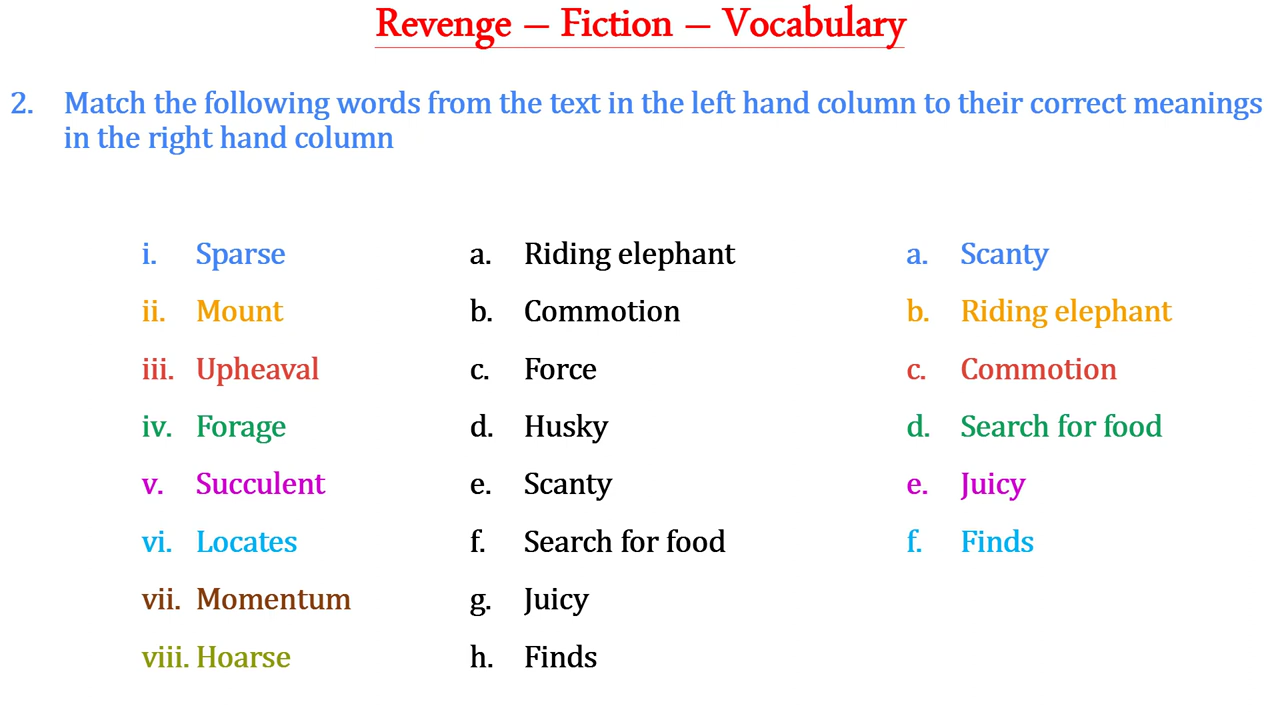 Revenge – Fiction – Vocabulary
2. Match the following words from the text in the left hand column to their correct meanings
in the right hand column
i. Sparse a. Riding elephant a. Scanty
ii. Mount b. Commotion b. Riding elephant
iii. Upheaval c. Force c. Commotion
iv. Forage d. Husky d. Search for food
v. Succulent e. Scanty e. Juicy
vi. Locates f. Search for food f. Finds
vii. Momentum g. Juicy
viii. Hoarse h. Finds